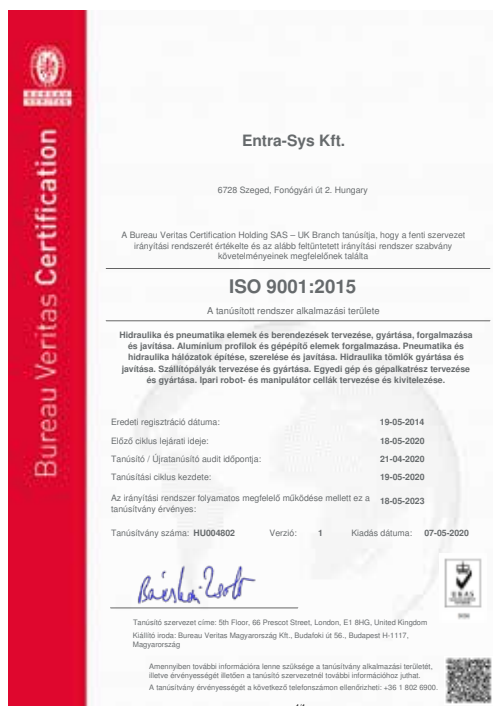 BUREAU
VERITAS
Bureau Veritas Certification
Entra-Sys Kft.
6728 Szeged, Fonógyári út 2. Hungary
A Bureau Veritas Certification Holding SAS – UK Branch tanúsítja, hogy a fenti szervezet
irányítási rendszerét értékelte és az alább feltüntetett irányítási rendszer szabvány
követelményeinek megfelelőnek találta
ISO 9001:2015
A tanúsított rendszer alkalmazási területe
Hidraulika és pneumatika elemek és berendezések tervezése, gyártása, forgalmazása
és javítása. Alumínium profilok és gépépítő elemek forgalmazása. Pneumatika és
hidraulika hálózatok építése, szerelése és javítása. Hidraulika tömlők gyártása és
javítása. Szállítópályák tervezése és gyártása. Egyedi gép és gépalkatrész tervezése
és gyártása. Ipari robot- és manipulátor cellák tervezése és kivitelezése.
Eredeti regisztráció dátuma: 19-05-2014
Előző ciklus lejárati ideje: 18-05-2020
Tanúsító / Újratanúsító audit időpontja: 21-04-2020
Tanúsítási ciklus kezdete: 19-05-2020
Az irányítási rendszer folyamatos megfelelő működése mellett ez a 18-05-2023
tanúsítvány érvényes:
Tanúsítvány száma: HU004802 Verzió: 1 Kiadás dátuma: 07-05-2020
Tanúsító szervezet címe: 5th Floor, 66 Prescot Street, London, E1 8HG, United Kingdom
Kiállító iroda: Bureau Veritas Magyarország Kft., Budafoki út 56., Budapest H-1117,
Magyarország
UKAS
Amennyiben további információra lenne szüksége a tanúsítvány alkalmazási területét,
illetve érvényességét illetően a tanúsító szervezetnél további információhoz juthat.
A tanúsítvány érvényességét a következő telefonszámon ellenőrizheti: +36 1 802 6900.